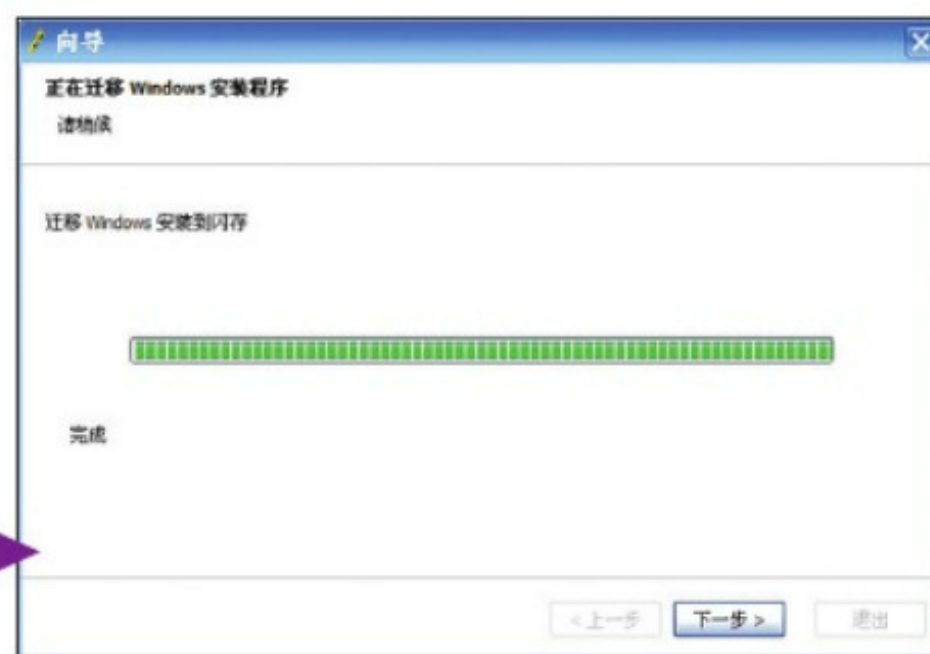 向导
正在迁移 Windows 安装程序
请稍候
迁移 Windows 安装到闪存
完成
<上一步
下一步>
退出